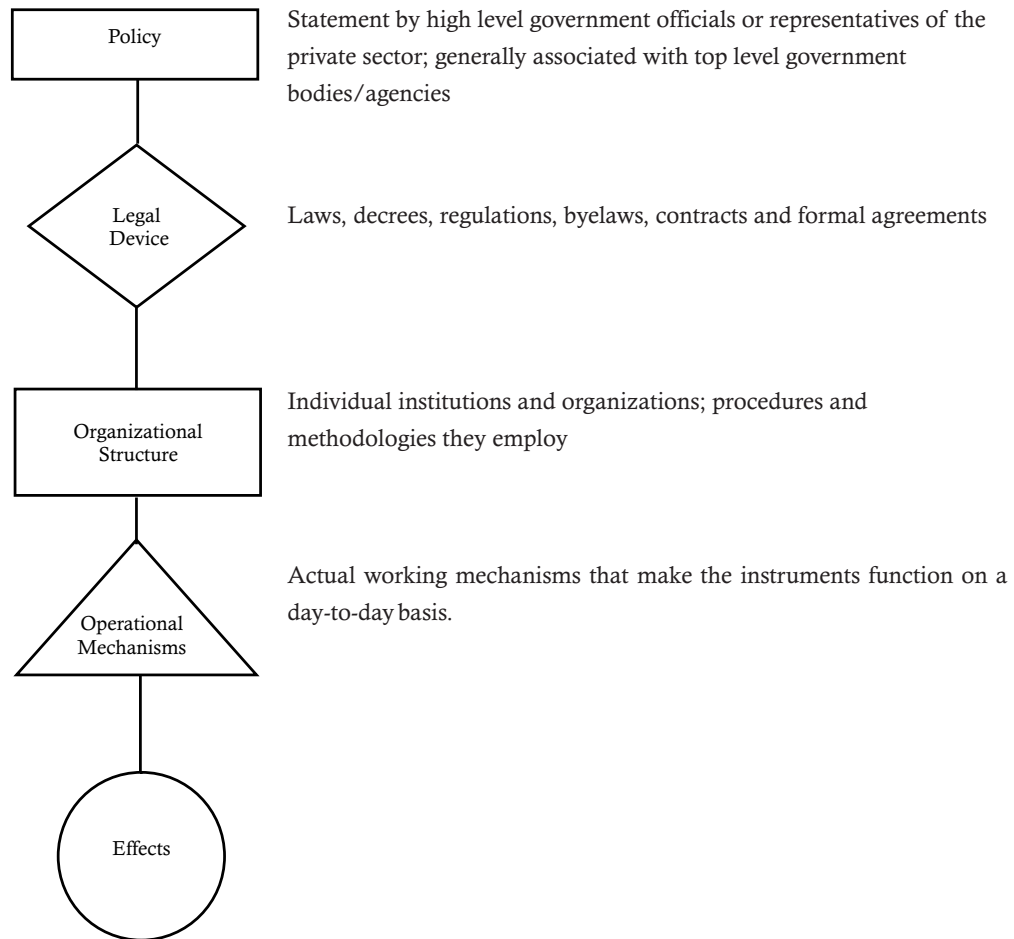 Policy
Statement by high level government officials or representatives of the
private sector; generally associated with top level government
bodies/agencies
Legal
Device
Laws, decrees, regulations, byelaws, contracts and formal agreements
Organizational
Structure
Individual institutions and organizations; procedures and
methodologies they employ
Operational
Mechanisms
Actual working mechanisms that make the instruments function on a
day-to-day basis.
Effects